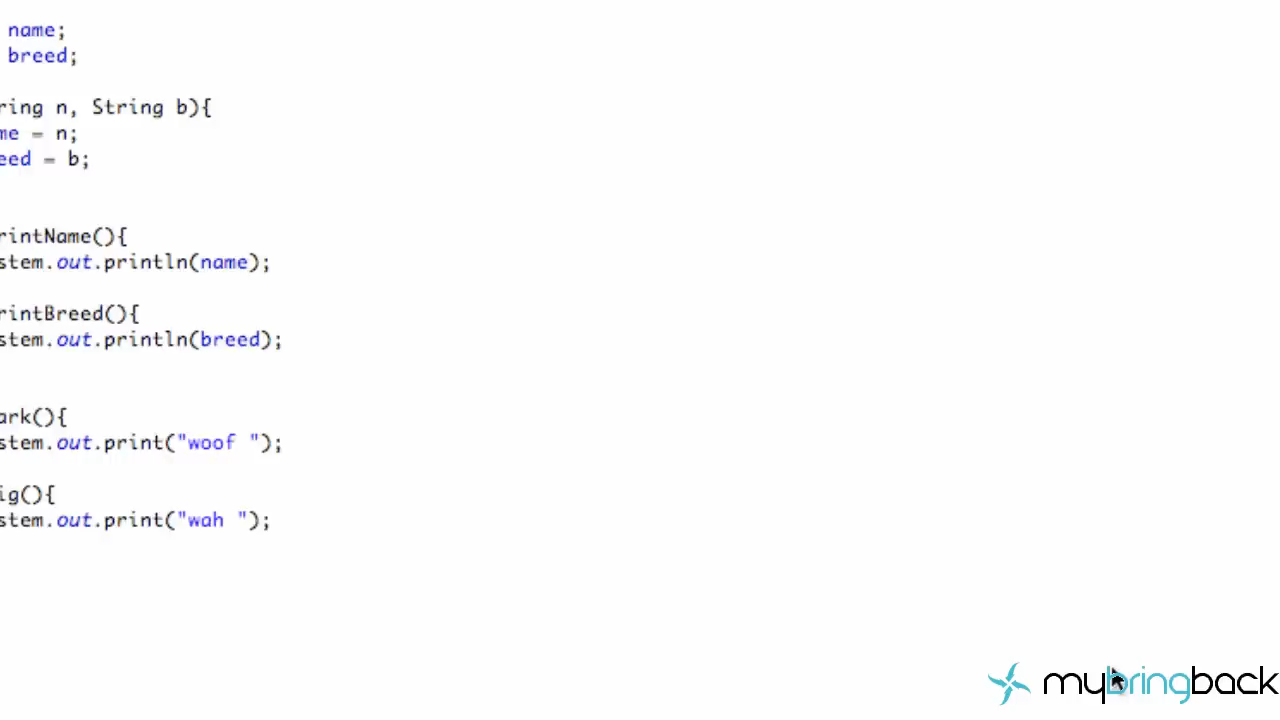 name;
breed;
ring n, String b){
me = n;
eed = b;
rintName(){
stem.out.println(name);
rintBreed(){
stem.out.println(breed);
ark(){
stem.out.print("woof ");
ig(){
stem.out.print("wah ");
mybringback